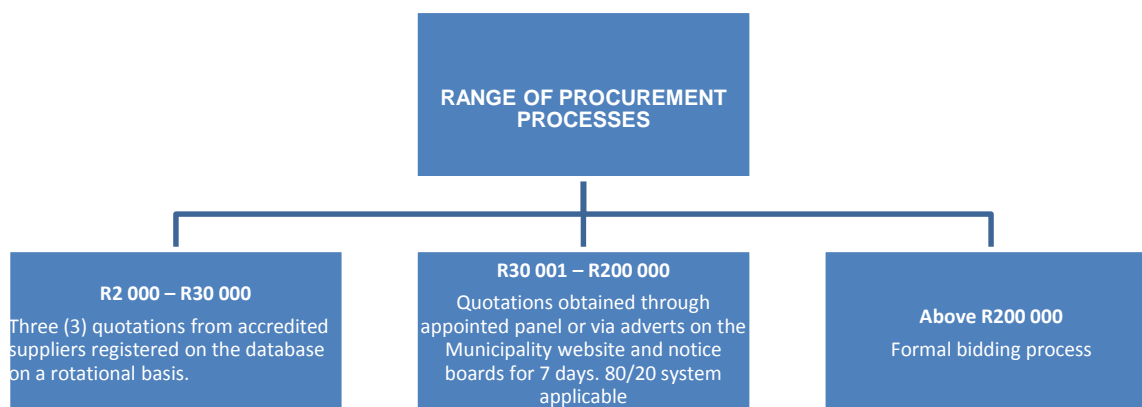 RANGE OF PROCUREMENT
PROCESSES
R2 000 – R30 000
Three (3) quotations from accredited
suppliers registered on the database
on a rotational basis.
R30 001 – R200 000
Quotations obtained through
appointed panel or via adverts on the
Municipality website and notice
boards for 7 days. 80/20 system
applicable
Above R200 000
Formal bidding process